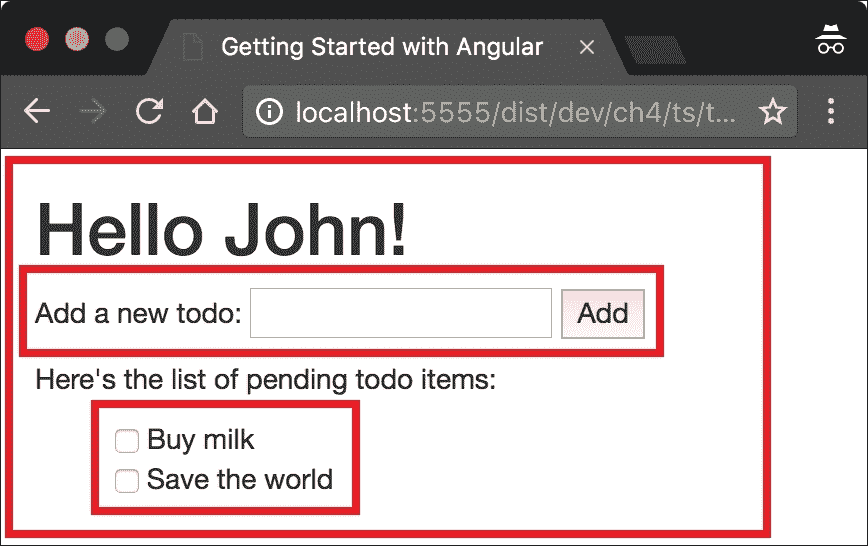 Getting Started with Angular
localhost:5555/dist/dev/ch4/ts/t...
Hello John!
Add a new todo: Add
Here's the list of pending todo items:
Buy milk
Save the world